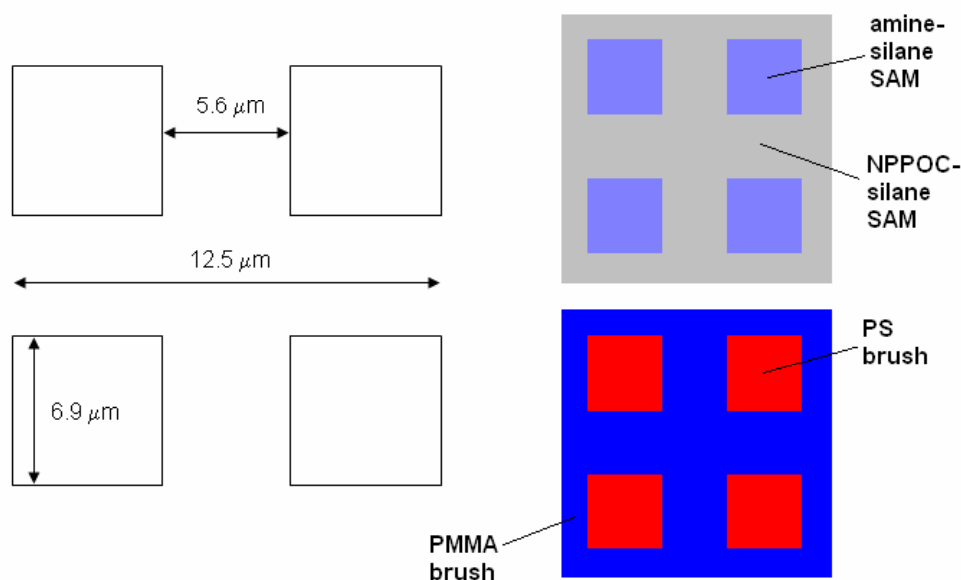 5.6 μm
12.5 μm
6.9 μm
amine-
silane
SAM
NPPOC-
silane
SAM
PS
brush
PMMA
brush